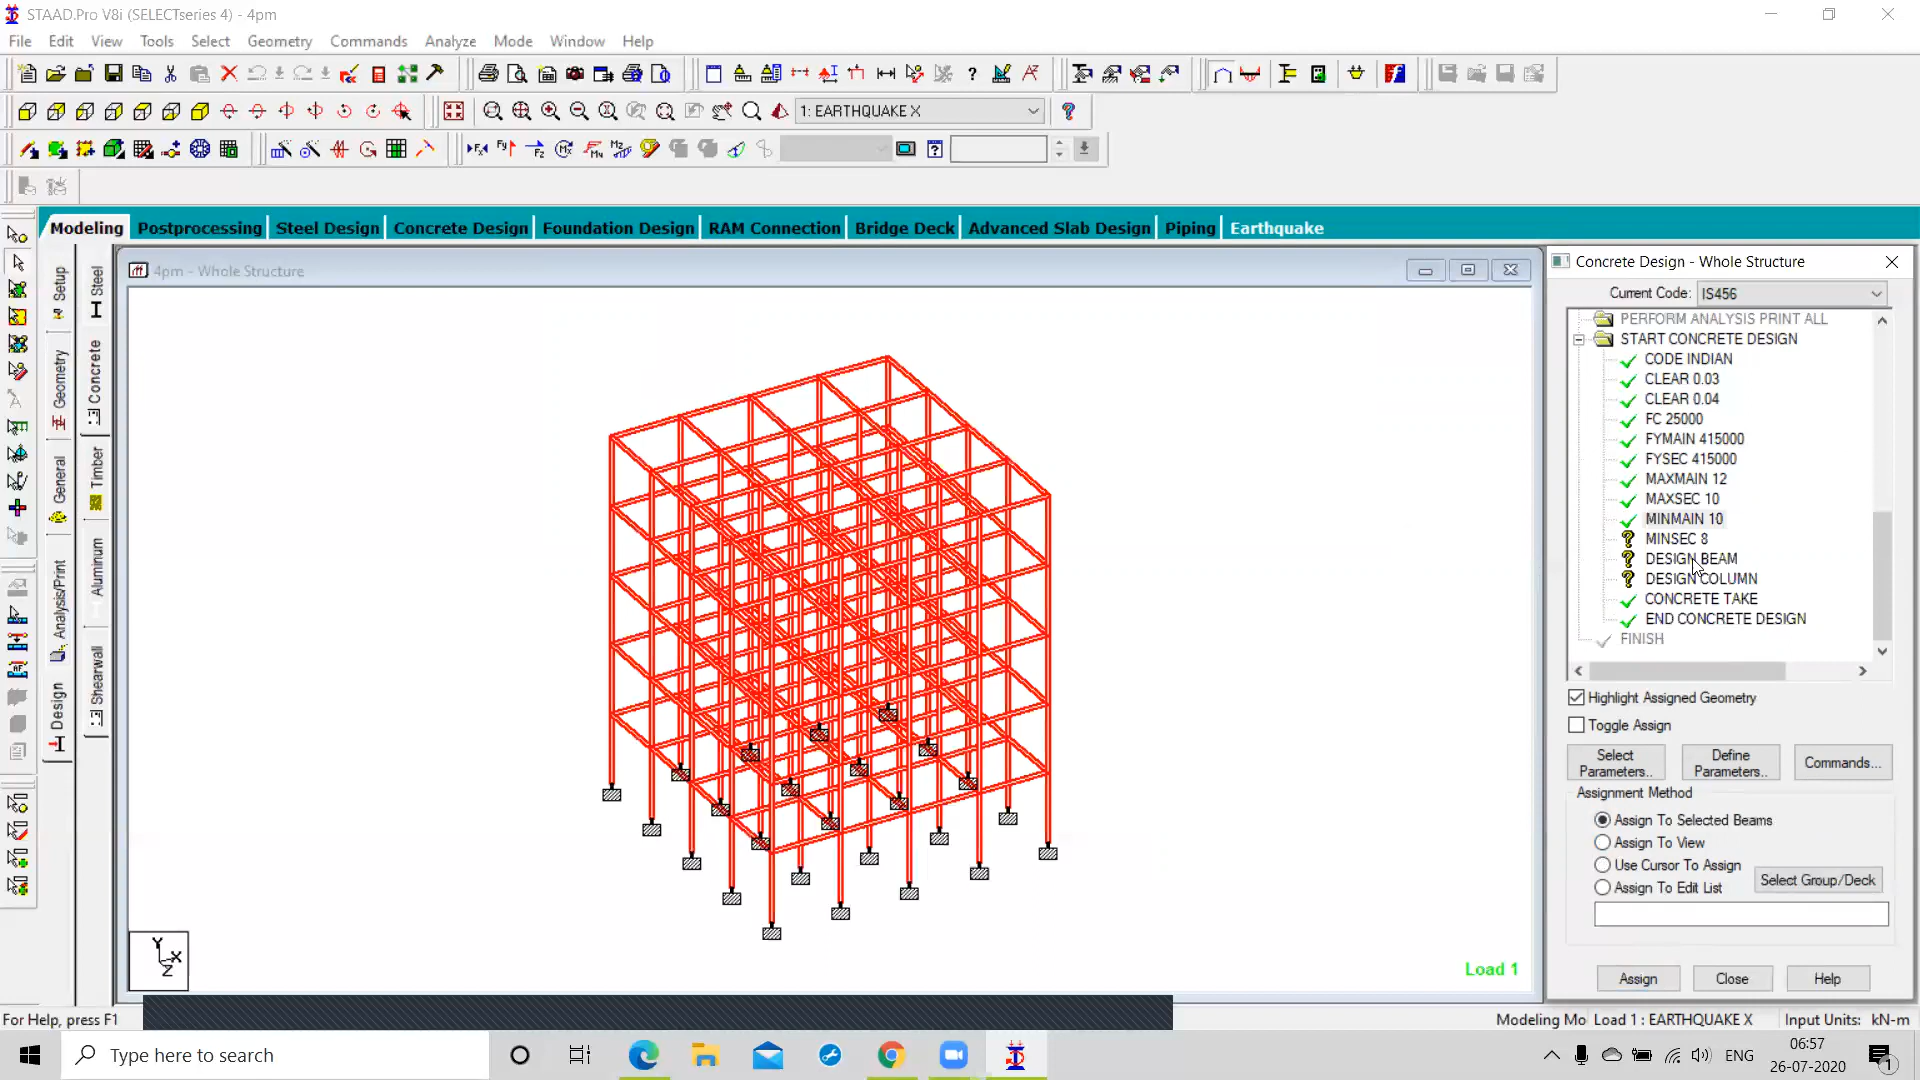 STAAD.Pro V8i (SELECTseries 4) - 4pm
File Edit View Tools Select Geometry Commands Analyze Mode Window Help
1: EARTHQUAKE X
Modeling Postprocessing Steel Design Concrete Design Foundation Design RAM Connection Bridge Deck Advanced Slab Design Piping Earthquake
Setup
Geometry
General
Analysis/Print
Design
Steel
Concrete
Timber
Aluminum
Shearwall
4pm - Whole Structure
Y
X
Z
Load 1
Concrete Design - Whole Structure
Current Code: IS456
PERFORM ANALYSIS PRINT ALL
START CONCRETE DESIGN
CODE INDIAN
CLEAR 0.03
CLEAR 0.04
FC 25000
FYMAIN 415000
FYSEC 415000
MAXMAIN 12
MAXSEC 10
MINMAIN 10
MINSEC 8
DESIGN BEAM
DESIGN COLUMN
CONCRETE TAKE
END CONCRETE DESIGN
FINISH
Highlight Assigned Geometry
Toggle Assign
Select Parameters..
Define Parameters..
Commands...
Assignment Method
Assign To Selected Beams
Assign To View
Use Cursor To Assign
Assign To Edit List
Select Group/Deck
Assign Close Help
For Help, press F1
Modeling Mo Load 1 : EARTHQUAKE X Input Units: kN-m
Type here to search
ENG
06:57
26-07-2020
1